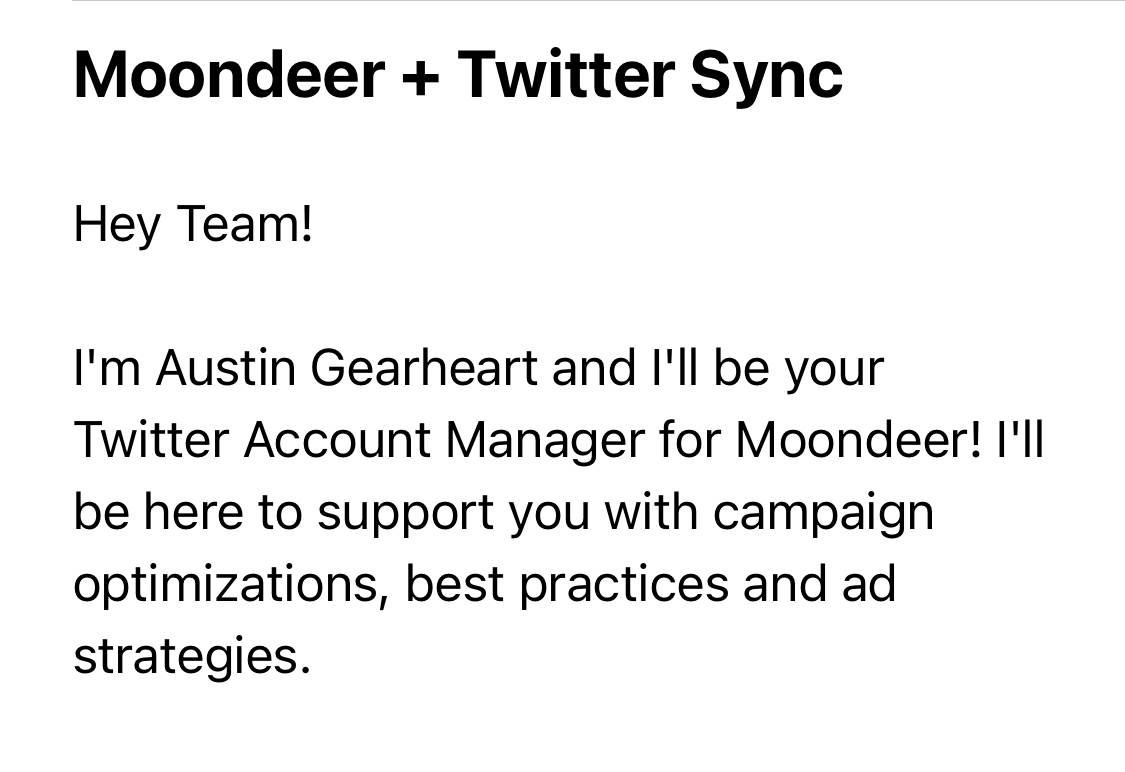 Moondeer + Twitter Sync
Hey Team!
I'm Austin Gearheart and I'll be your
Twitter Account Manager for Moondeer! I'll
be here to support you with campaign
optimizations, best practices and ad
strategies.